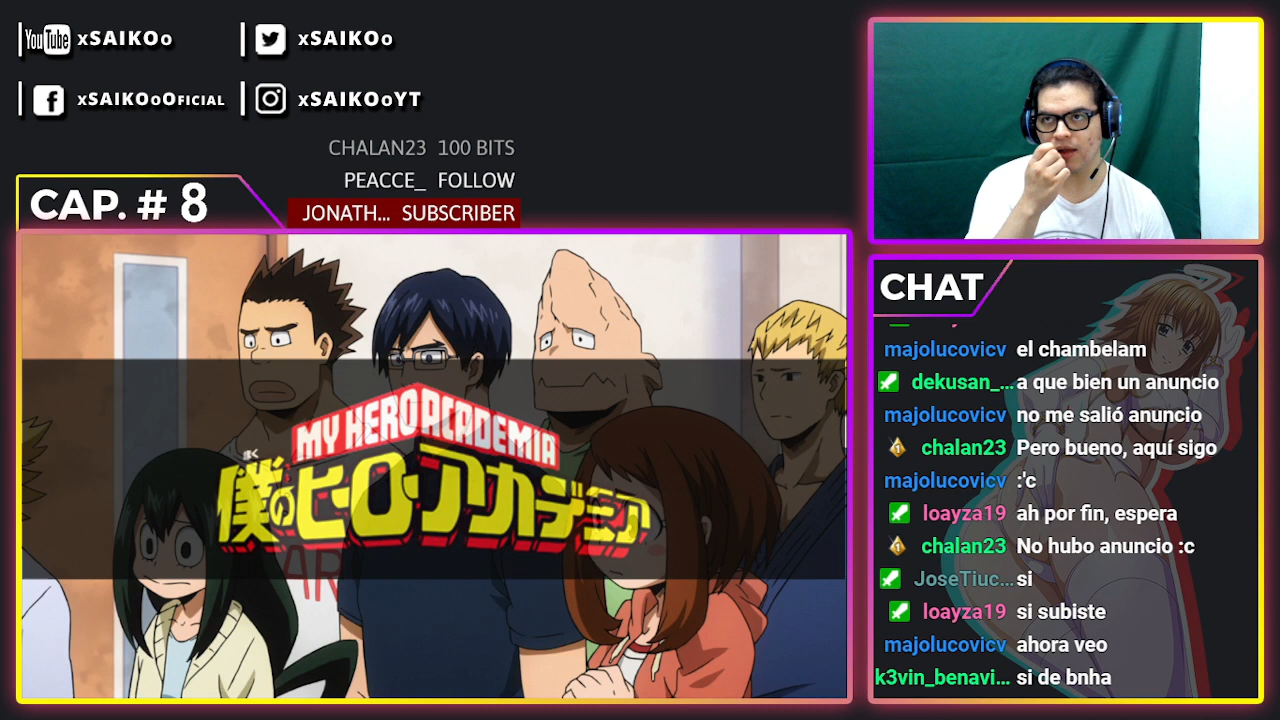 YouTube xSAIKOo
xSAIKOo
xSAIKOoOficial
xSAIKOoYT
CHALAN23 100 BITS
PEACCE_ FOLLOW
JONATH... SUBSCRIBER
CAP. # 8
MY HERO ACADEMIA
ぼく
僕のヒーローアカデミア
CHAT
majolucovicv el chambelam
dekusan_... a que bien un anuncio
majolucovicv no me salió anuncio
chalan23 Pero bueno, aquí sigo
majolucovicv :'c
loayza19 ah por fin, espera
chalan23 No hubo anuncio :c
JoseTiuc... si
loayza19 si subiste
majolucovicv ahora veo
k3vin_benavi... si de bnha